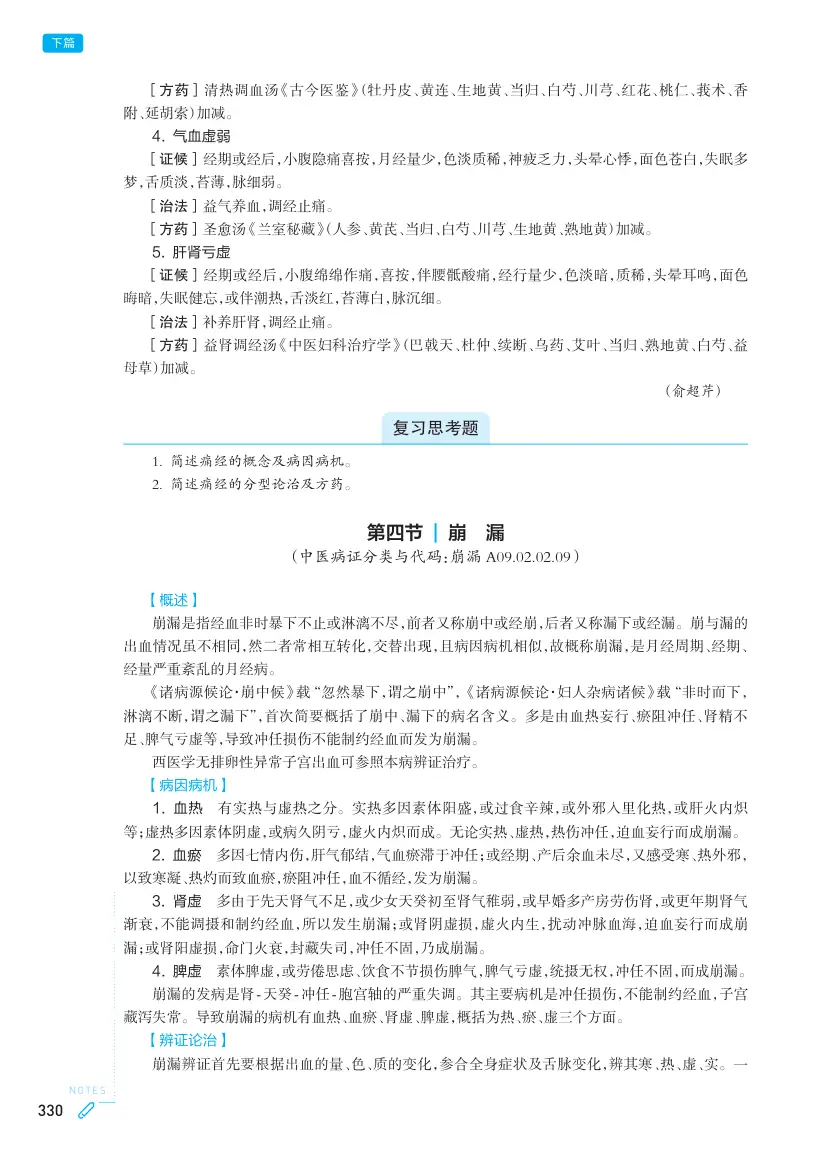 下篇
［方药］清热调血汤《古今医鉴》（牡丹皮、黄连、生地黄、当归、白芍、川芎、红花、桃仁、莪术、香
附、延胡索）加减。
4. 气血虚弱
［证候］经期或经后，小腹隐痛喜按，月经量少，色淡质稀，神疲乏力，头晕心悸，面色苍白，失眠多
梦，舌质淡，苔薄，脉细弱。
［治法］益气养血，调经止痛。
［方药］圣愈汤《兰室秘藏》（人参、黄芪、当归、白芍、川芎、生地黄、熟地黄）加减。
5. 肝肾亏虚
［证候］经期或经后，小腹绵绵作痛，喜按，伴腰骶酸痛，经行量少，色淡暗，质稀，头晕耳鸣，面色
晦暗，失眠健忘，或伴潮热，舌淡红，苔薄白，脉沉细。
［治法］补养肝肾，调经止痛。
［方药］益肾调经汤《中医妇科治疗学》（巴戟天、杜仲、续断、乌药、艾叶、当归、熟地黄、白芍、益
母草）加减。
（俞超芹）
复习思考题
1. 简述痛经的概念及病因病机。
2. 简述痛经的分型论治及方药。
第四节 | 崩 漏
（中医病证分类与代码：崩漏 A09.02.02.09）
【概述】
崩漏是指经血非时暴下不止或淋漓不尽，前者又称崩中或经崩，后者又称漏下或经漏。崩与漏的
出血情况虽不相同，然二者常相互转化，交替出现，且病因病机相似，故概称崩漏，是月经周期、经期、
经量严重紊乱的月经病。
《诸病源候论·崩中候》载“忽然暴下，谓之崩中”，《诸病源候论·妇人杂病诸候》载“非时而下，
淋漓不断，谓之漏下”，首次简要概括了崩中、漏下的病名含义。多是由血热妄行、瘀阻冲任、肾精不
足、脾气亏虚等，导致冲任损伤不能制约经血而发为崩漏。
西医学无排卵性异常子宫出血可参照本病辨证治疗。
【病因病机】
1. 血热 有实热与虚热之分。实热多因素体阳盛，或过食辛辣，或外邪入里化热，或肝火内炽
等；虚热多因素体阴虚，或病久阴亏，虚火内炽而成。无论实热、虚热，热伤冲任，迫血妄行而成崩漏。
2. 血瘀 多因七情内伤，肝气郁结，气血瘀滞于冲任；或经期、产后余血未尽，又感受寒、热外邪，
以致寒凝、热灼而致血瘀，瘀阻冲任，血不循经，发为崩漏。
3. 肾虚 多由于先天肾气不足，或少女天癸初至肾气稚弱，或早婚多产房劳伤肾，或更年期肾气
渐衰，不能调摄和制约经血，所以发生崩漏；或肾阴虚损，虚火内生，扰动冲脉血海，迫血妄行而成崩
漏；或肾阳虚损，命门火衰，封藏失司，冲任不固，乃成崩漏。
4. 脾虚 素体脾虚，或劳倦思虑、饮食不节损伤脾气，脾气亏虚，统摄无权，冲任不固，而成崩漏。
崩漏的发病是肾-天癸-冲任-胞宫轴的严重失调。其主要病机是冲任损伤，不能制约经血，子宫
藏泻失常。导致崩漏的病机有血热、血瘀、肾虚、脾虚，概括为热、瘀、虚三个方面。
【辨证论治】
崩漏辨证首先要根据出血的量、色、质的变化，参合全身症状及舌脉变化，辨其寒、热、虚、实。一
NOTES
330